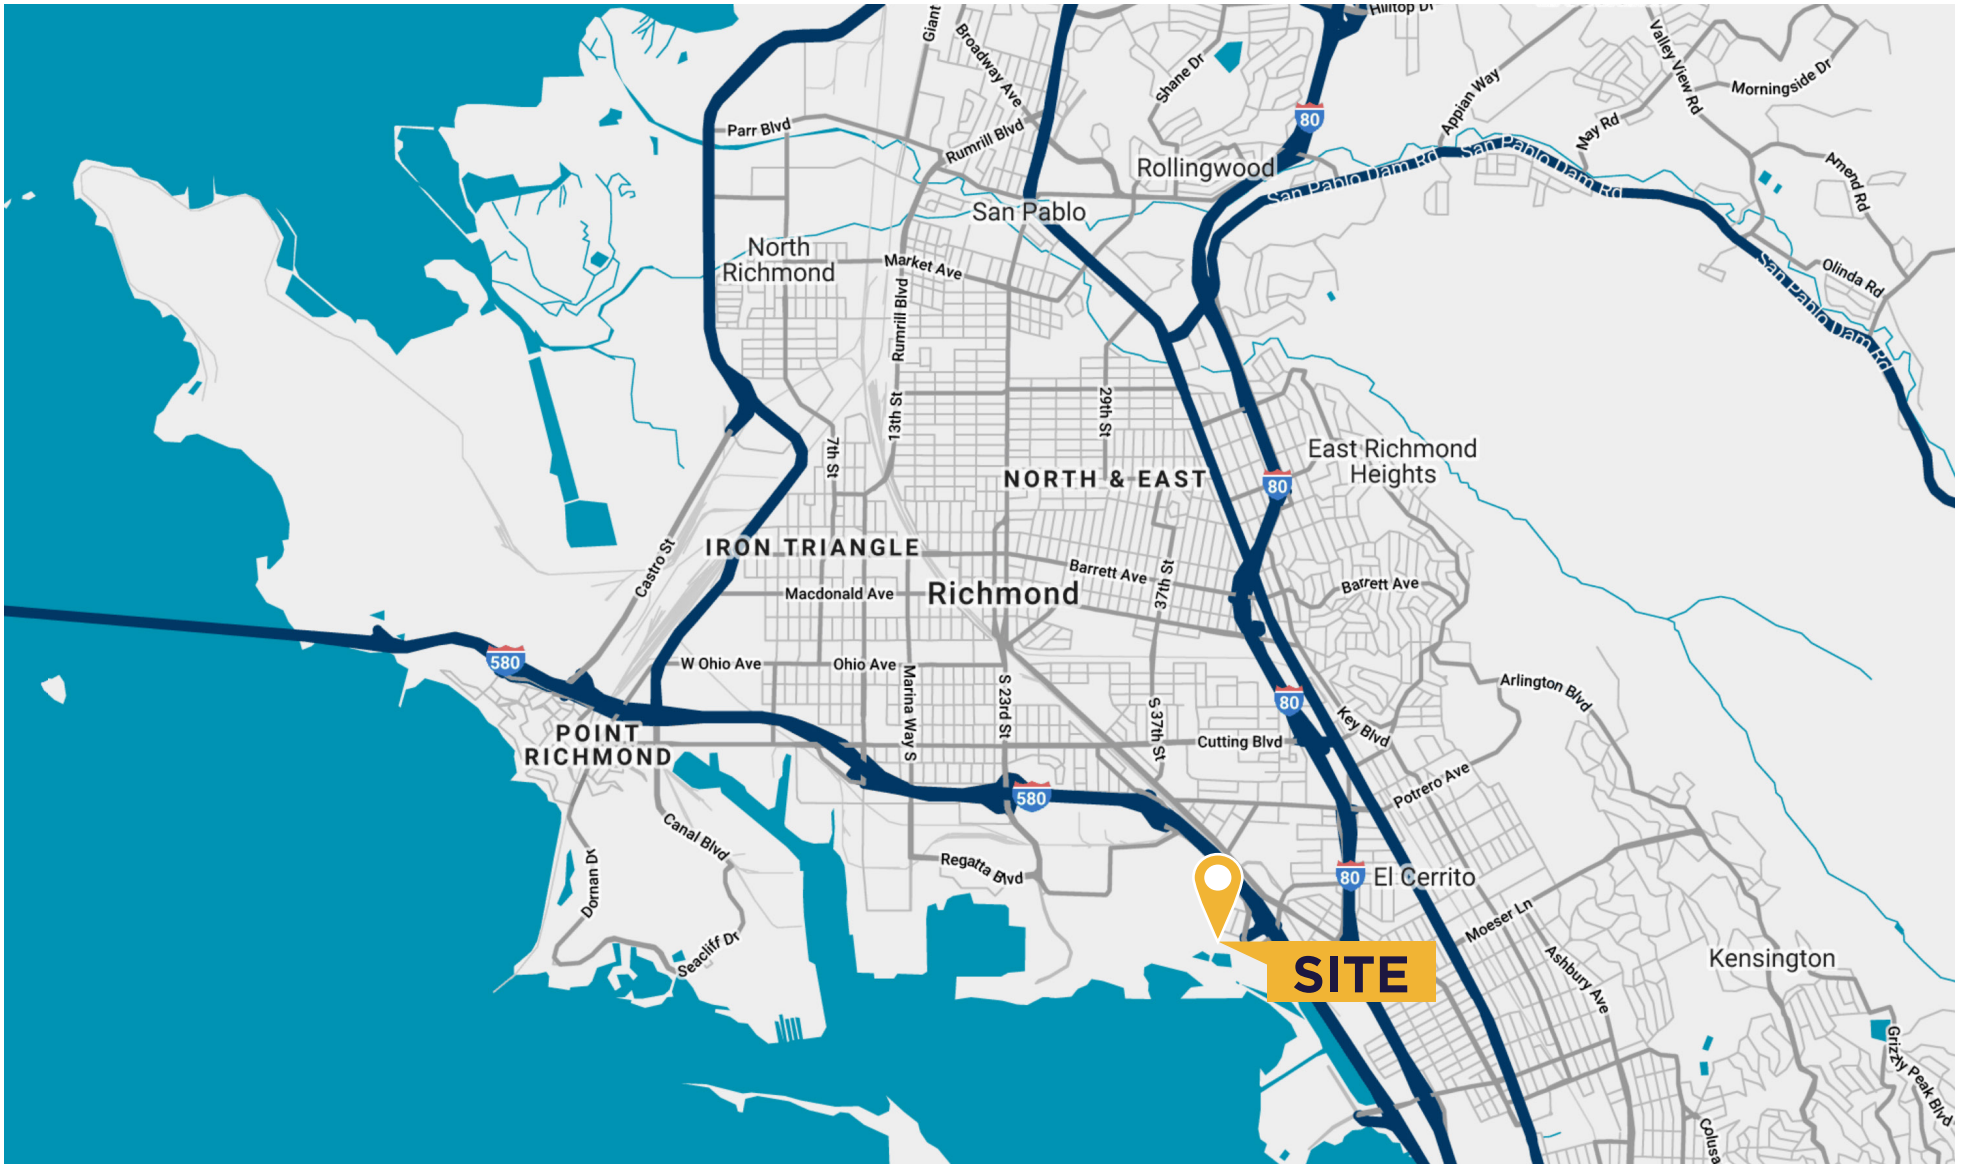 Hilltop Dr
Giant
Broadway Ave
Shane Dr
Valley View Rd
Morningside Dr
Appian Way
80
May Rd
Parr Blvd
Rumrill Blvd
Rollingwood
San Pablo Dam Rd
San Pablo Dam Rd
Amend Rd
San Pablo
North
Richmond
Market Ave
Olinda Rd
San Pablo Dam Rd
Rumrill Blvd
13th St
29th St
7th St
East Richmond
Heights
NORTH & EAST
80
IRON TRIANGLE
Castro St
Barrett Ave
37th St
Barrett Ave
Macdonald Ave
Richmond
580
W Ohio Ave
Ohio Ave
Marina Way S
S 23rd St
S 37th St
80
Arlington Blvd
Key Blvd
POINT
RICHMOND
Cutting Blvd
Potrero Ave
580
Canal Blvd
Regatta Blvd
Dornan Dr
80
El Cerrito
Moeser Ln
Seacliff Dr
SITE
Ashbury Ave
Kensington
Grizzly Peak Blvd
Colusa